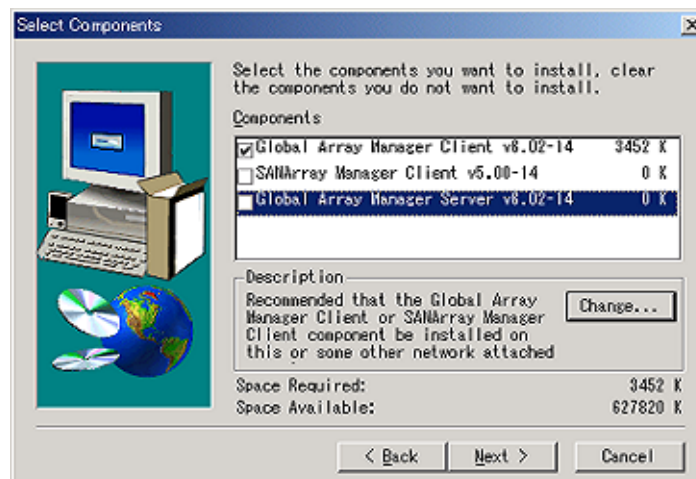 Select Components
Select the components you want to install, clear
the components you do not want to install.
Components
Global Array Manager Client v6.02-14 3452 K
SANArray Manager Client v5.00-14 0 K
Global Array Manager Server v6.02-14 0 K
Description
Recommended that the Global Array
Manager Client or SANArray Manager
Client component be installed on
this or some other network attached
Change...
Space Required: 3452 K
Space Available: 627820 K
< Back
Next >
Cancel